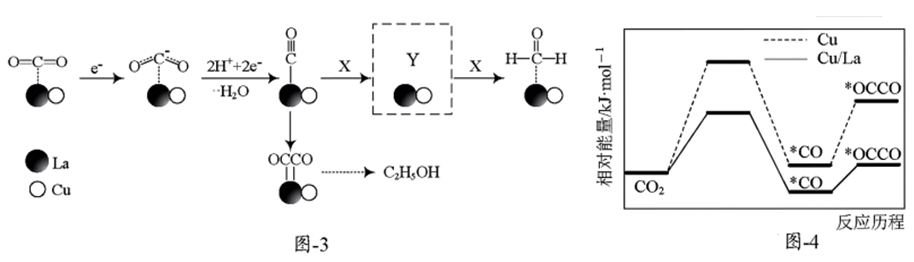 O=C=O
e⁻
O C⁻ O
2H⁺+2e⁻
-H₂O
O
C
X
Y
X
O
H-C-H
OCCO
C₂H₅OH
La
Cu
图-3
相对能量/kJ·mol⁻¹
Cu
Cu/La
CO₂
*CO
*CO
*OCCO
*OCCO
反应历程
图-4